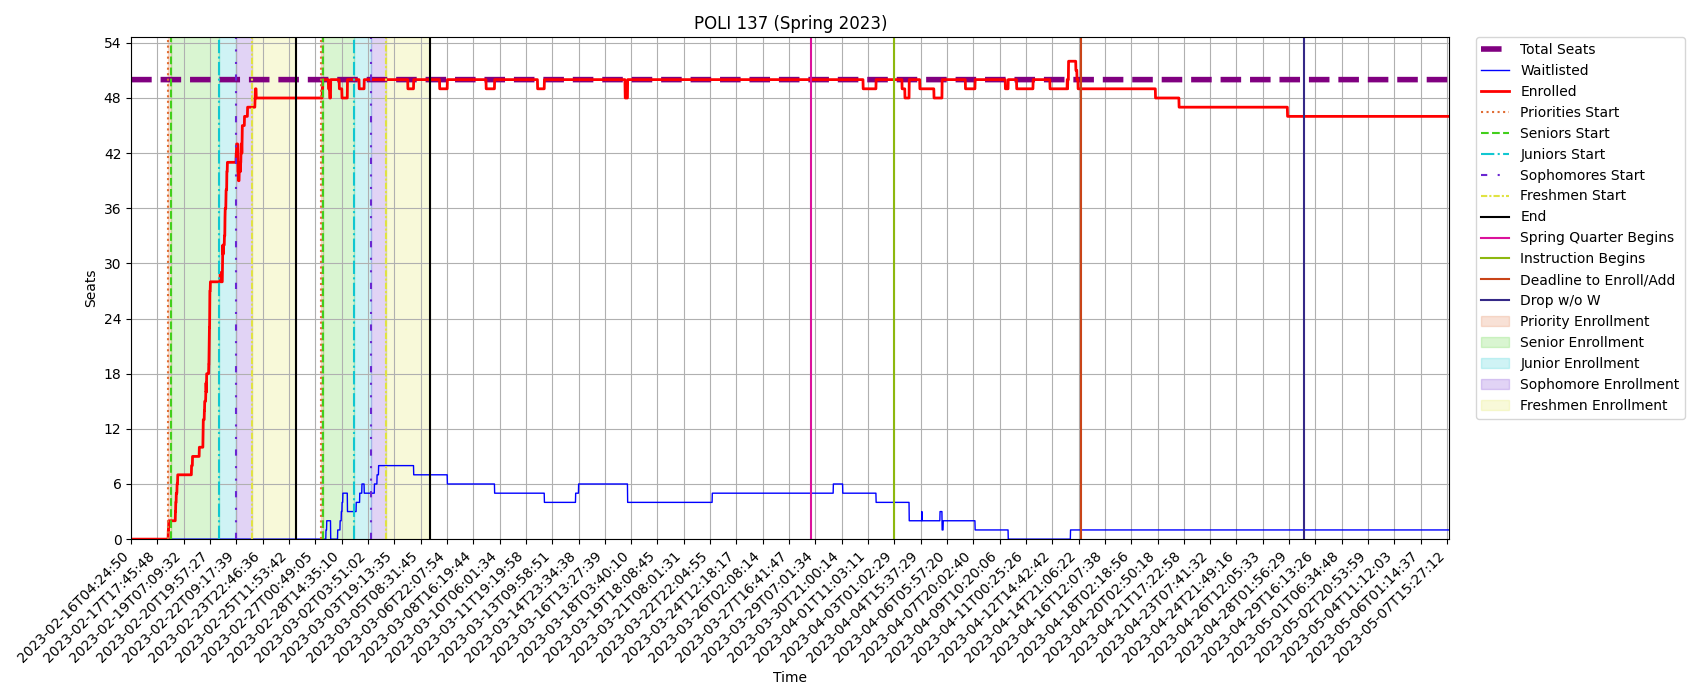 POLI 137 (Spring 2023)
54
48
42
36
30
24
18
12
6
0
Seats
2023-02-16T04:24:50
2023-02-17T17:45:48
2023-02-19T07:09:32
2023-02-20T19:57:27
2023-02-22T09:17:39
2023-02-23T22:46:36
2023-02-25T11:53:42
2023-02-27T00:49:05
2023-02-28T14:35:10
2023-03-02T03:51:02
2023-03-03T19:13:35
2023-03-05T08:31:45
2023-03-06T22:07:54
2023-03-08T16:19:44
2023-03-10T06:01:34
2023-03-11T19:19:58
2023-03-13T09:58:51
2023-03-14T23:34:38
2023-03-16T13:27:39
2023-03-18T03:40:10
2023-03-19T18:08:45
2023-03-21T08:01:31
2023-03-22T22:04:55
2023-03-24T12:18:17
2023-03-26T02:08:14
2023-03-27T16:41:47
2023-03-29T07:01:34
2023-03-30T21:00:14
2023-04-01T11:03:11
2023-04-03T01:02:29
2023-04-04T15:37:29
2023-04-06T05:57:20
2023-04-07T20:02:40
2023-04-09T10:20:06
2023-04-11T00:25:26
2023-04-12T14:42:42
2023-04-14T21:06:22
2023-04-16T12:07:38
2023-04-18T02:18:56
2023-04-20T02:50:18
2023-04-21T17:22:58
2023-04-23T07:41:32
2023-04-24T21:49:16
2023-04-26T12:05:33
2023-04-28T01:56:29
2023-04-29T16:13:26
2023-05-01T06:34:48
2023-05-02T20:53:59
2023-05-04T11:12:03
2023-05-06T01:14:37
2023-05-07T15:27:12
Time
Total Seats
Waitlisted
Enrolled
Priorities Start
Seniors Start
Juniors Start
Sophomores Start
Freshmen Start
End
Spring Quarter Begins
Instruction Begins
Deadline to Enroll/Add
Drop w/o W
Priority Enrollment
Senior Enrollment
Junior Enrollment
Sophomore Enrollment
Freshmen Enrollment